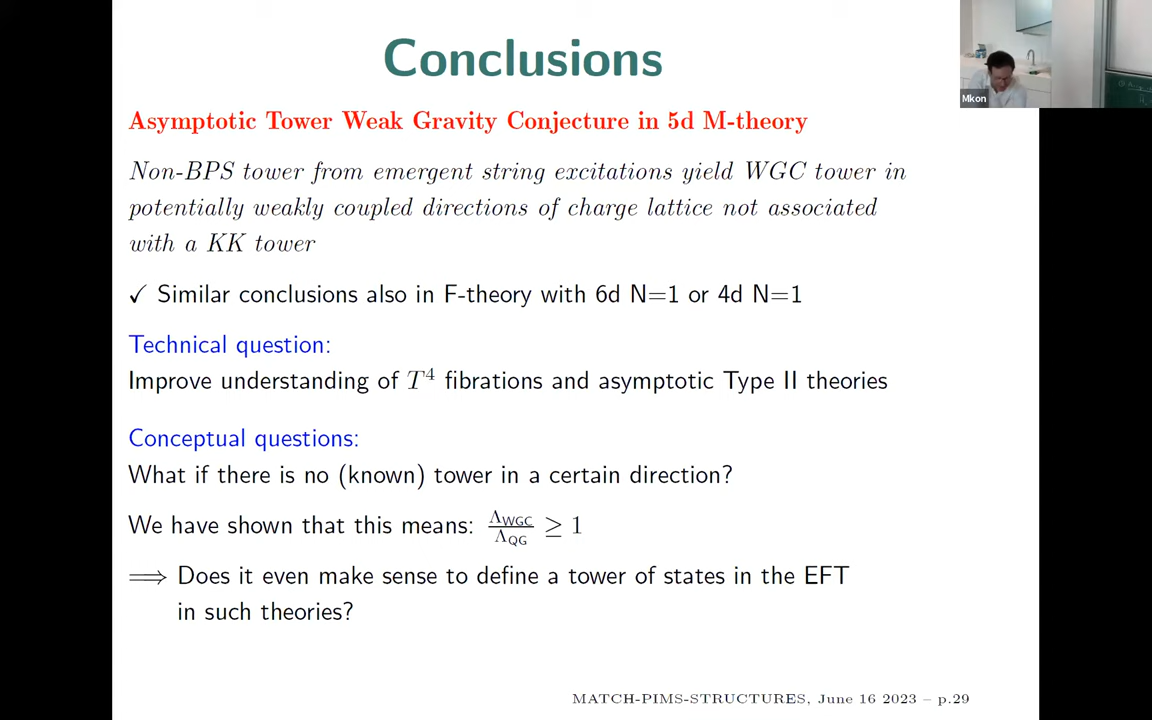 Conclusions
Mkon
Asymptotic Tower Weak Gravity Conjecture in 5d M-theory
Non-BPS tower from emergent string excitations yield WGC tower in
potentially weakly coupled directions of charge lattice not associated
with a KK tower
✓ Similar conclusions also in F-theory with 6d N=1 or 4d N=1
Technical question:
Improve understanding of T⁴ fibrations and asymptotic Type II theories
Conceptual questions:
What if there is no (known) tower in a certain direction?
We have shown that this means: Λ_WGC/Λ_QG ≥ 1
⟹ Does it even make sense to define a tower of states in the EFT
in such theories?
MATCH-PIMS-STRUCTURES, June 16 2023 – p.29